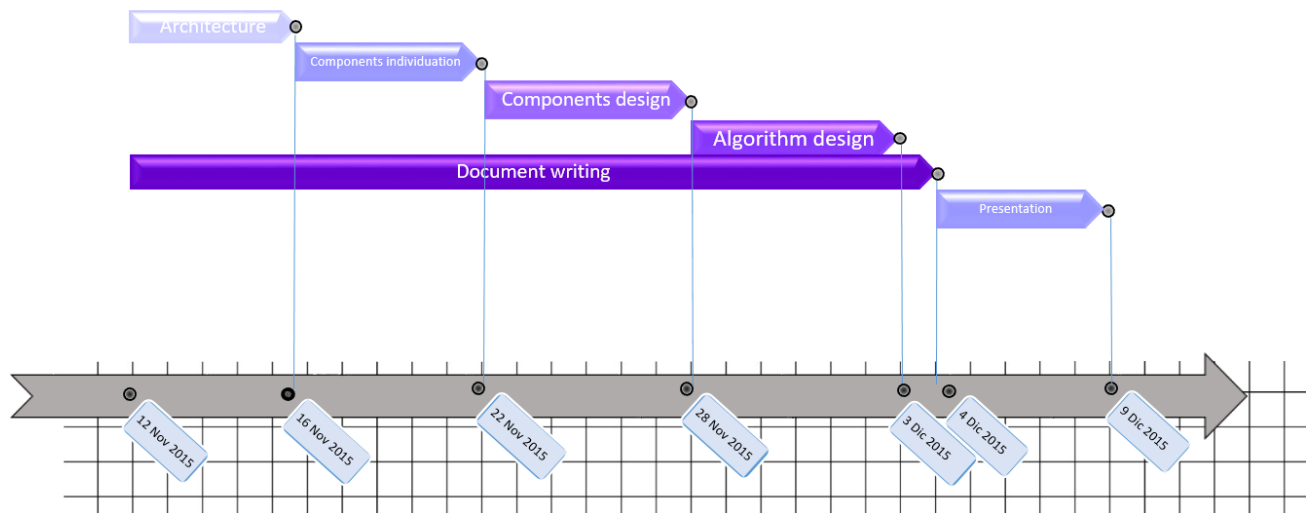 Architecture
Components individuation
Components design
Algorithm design
Document writing
Presentation
12 Nov 2015
16 Nov 2015
22 Nov 2015
28 Nov 2015
3 Dic 2015
4 Dic 2015
9 Dic 2015